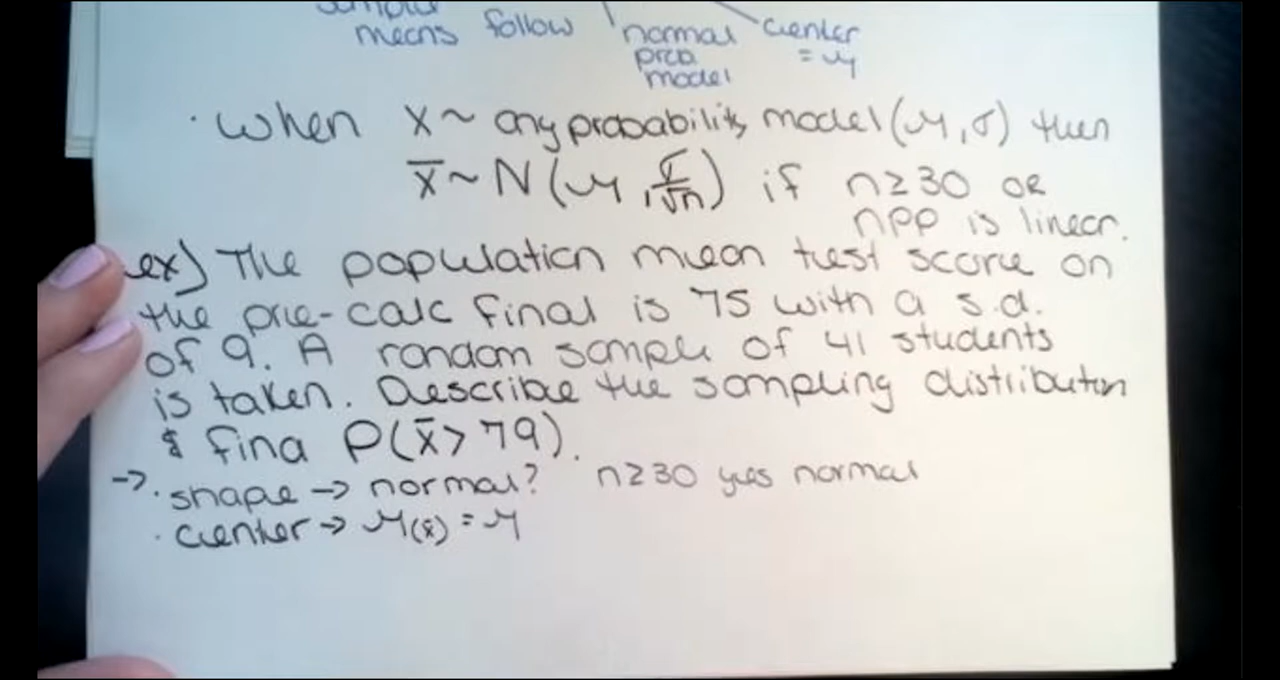 means follow normal center
prob = μ
model
· when X ~ any probability model (μ, σ) then
x̄ ~ N(μ, σ/√n) if n≥30 OR
NPP is linear.
ex) The population mean test score on
the pre-calc final is 75 with a s.d.
of 9. A random sample of 41 students
is taken. Describe the sampling distribution
& find P(x̄ > 79).
→ · shape → normal? n≥30 yes normal
· center → μ(x̄) = μ